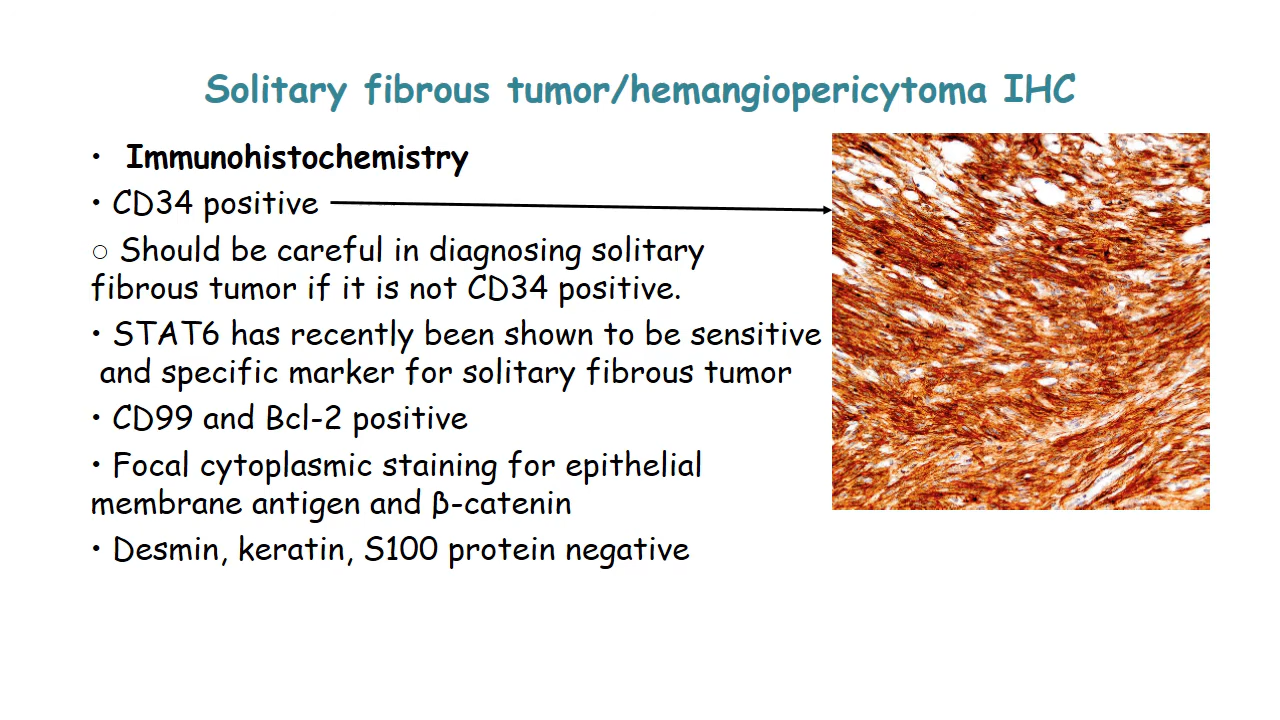 Solitary fibrous tumor/hemangiopericytoma IHC
• Immunohistochemistry
• CD34 positive
○ Should be careful in diagnosing solitary
fibrous tumor if it is not CD34 positive.
• STAT6 has recently been shown to be sensitive
and specific marker for solitary fibrous tumor
• CD99 and Bcl-2 positive
• Focal cytoplasmic staining for epithelial
membrane antigen and β-catenin
• Desmin, keratin, S100 protein negative